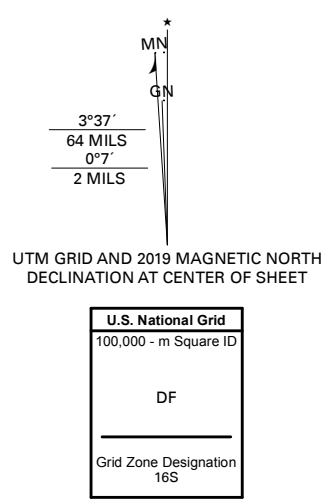 ★
MN
GN
3°37´
64 MILS
0°7´
2 MILS
UTM GRID AND 2019 MAGNETIC NORTH
DECLINATION AT CENTER OF SHEET
U.S. National Grid
100,000 - m Square ID
DF
Grid Zone Designation
16S